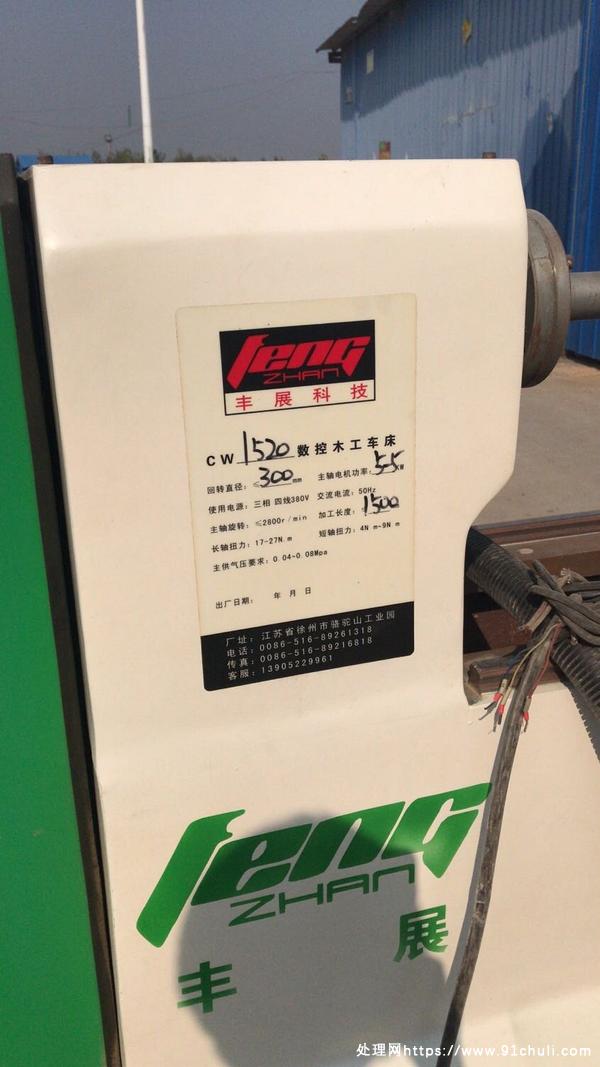 feng
ZHAN
丰展科技
CW 1520 数控木工车床
回转直径: ≤300mm 主轴电机功率: 5.5KW
使用电源: 三相 四线380V 交流电流: 50Hz
主轴旋转: ≤2800r/min 加工长度: ≤1500
长轴扭力: 17-27N.m 短轴扭力: 4N m-9N m
主供气压要求: 0.04~0.08Mpa
出厂日期: 年 月 日
厂址: 江苏省徐州市骆驼山工业园
电话: 0086-516-89261318
传真: 0086-516-89216818
客服: 13905229961
feng
ZHAN
丰 展
处理网https://www.91chuli.com